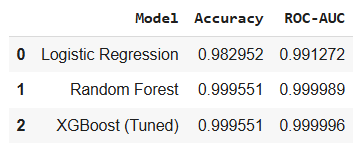 Model Accuracy ROC-AUC
0 Logistic Regression 0.982952 0.991272
1 Random Forest 0.999551 0.999989
2 XGBoost (Tuned) 0.999551 0.999996